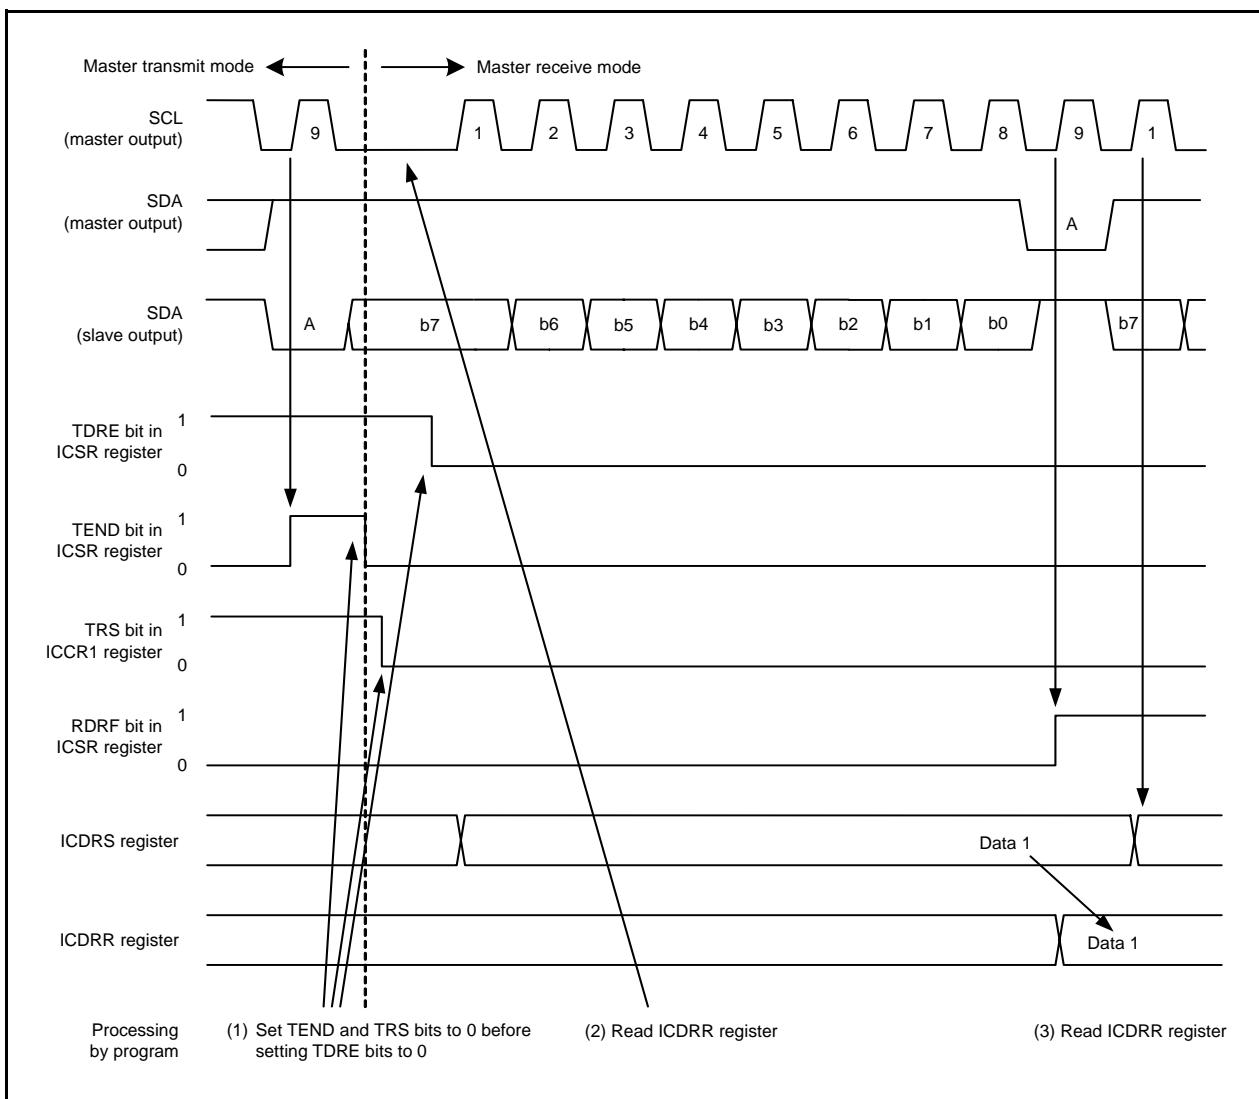 Master transmit mode
Master receive mode
SCL
(master output)
9
1
2
3
4
5
6
7
8
9
1
SDA
(master output)
A
SDA
(slave output)
A
b7
b6
b5
b4
b3
b2
b1
b0
b7
TDRE bit in
ICSR register
1
0
TEND bit in
ICSR register
1
0
TRS bit in
ICCR1 register
1
0
RDRF bit in
ICSR register
1
0
ICDRS register
Data 1
ICDRR register
Data 1
Processing
by program
(1) Set TEND and TRS bits to 0 before
setting TDRE bits to 0
(2) Read ICDRR register
(3) Read ICDRR register